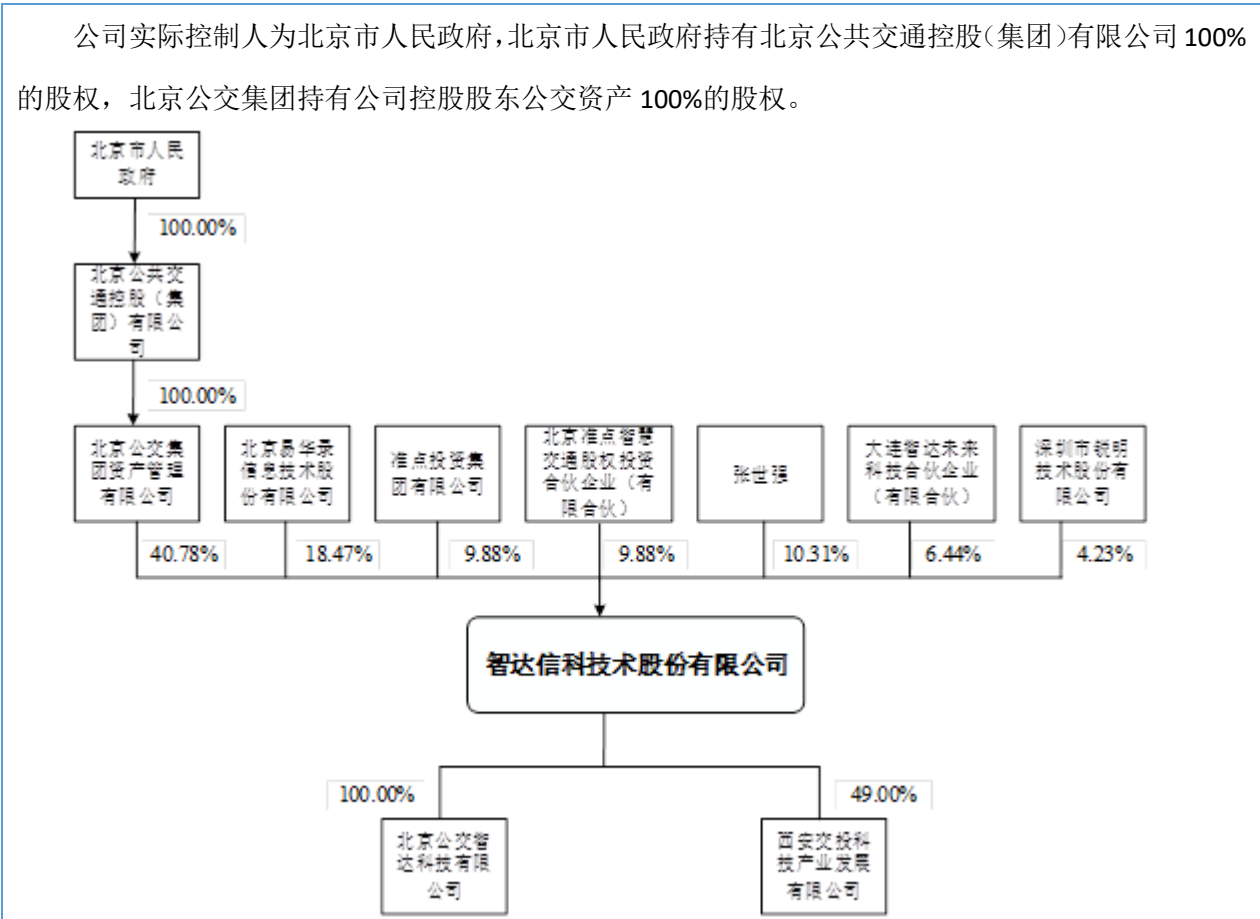 公司实际控制人为北京市人民政府,北京市人民政府持有北京公共交通控股(集团)有限公司 100%
的股权，北京公交集团持有公司控股股东公交资产 100%的股权。
北京市人民
政府
100.00%
北京公共交
通控股（集
团）有限公
司
100.00%
北京公交集
团资产管理
有限公司
北京易华录
信息技术股
份有限公司
准点投资集
团有限公司
北京准点智慧
交通股权投资
合伙企业（有
限合伙）
张世强
大连智达未来
科技合伙企业
（有限合伙）
深圳市锐明
技术股份有
限公司
40.78%
18.47%
9.88%
9.88%
10.31%
6.44%
4.23%
智达信科技术股份有限公司
100.00%
49.00%
北京公交智
达科技有限
公司
西安交投科
技产业发展
有限公司